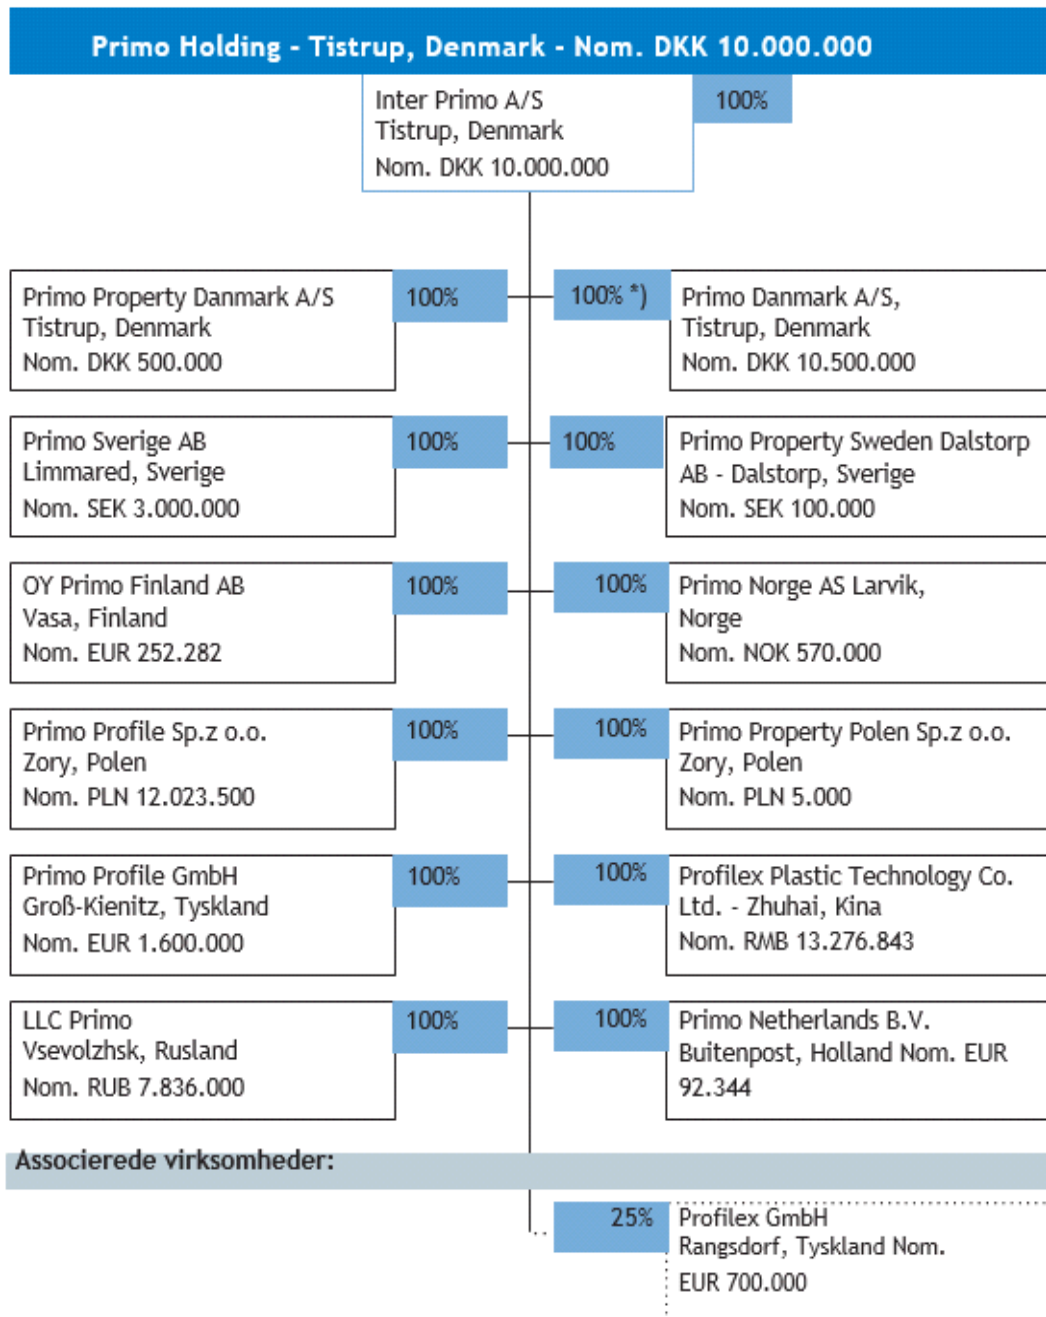 Primo Holding - Tistrup, Denmark - Nom. DKK 10.000.000
Inter Primo A/S
Tistrup, Denmark
Nom. DKK 10.000.000
100%
Primo Property Danmark A/S
Tistrup, Denmark
Nom. DKK 500.000
100%
100% *)
Primo Danmark A/S,
Tistrup, Denmark
Nom. DKK 10.500.000
Primo Sverige AB
Limmared, Sverige
Nom. SEK 3.000.000
100%
100%
Primo Property Sweden Dalstorp
AB - Dalstorp, Sverige
Nom. SEK 100.000
OY Primo Finland AB
Vasa, Finland
Nom. EUR 252.282
100%
100%
Primo Norge AS Larvik,
Norge
Nom. NOK 570.000
Primo Profile Sp.z o.o.
Zory, Polen
Nom. PLN 12.023.500
100%
100%
Primo Property Polen Sp.z o.o.
Zory, Polen
Nom. PLN 5.000
Primo Profile GmbH
Groß-Kienitz, Tyskland
Nom. EUR 1.600.000
100%
100%
Profilex Plastic Technology Co.
Ltd. - Zhuhai, Kina
Nom. RMB 13.276.843
LLC Primo
Vsevolzhsk, Rusland
Nom. RUB 7.836.000
100%
100%
Primo Netherlands B.V.
Buitenpost, Holland Nom. EUR
92.344
Associerede virksomheder:
25%
Profilex GmbH
Rangsdorf, Tyskland Nom.
EUR 700.000